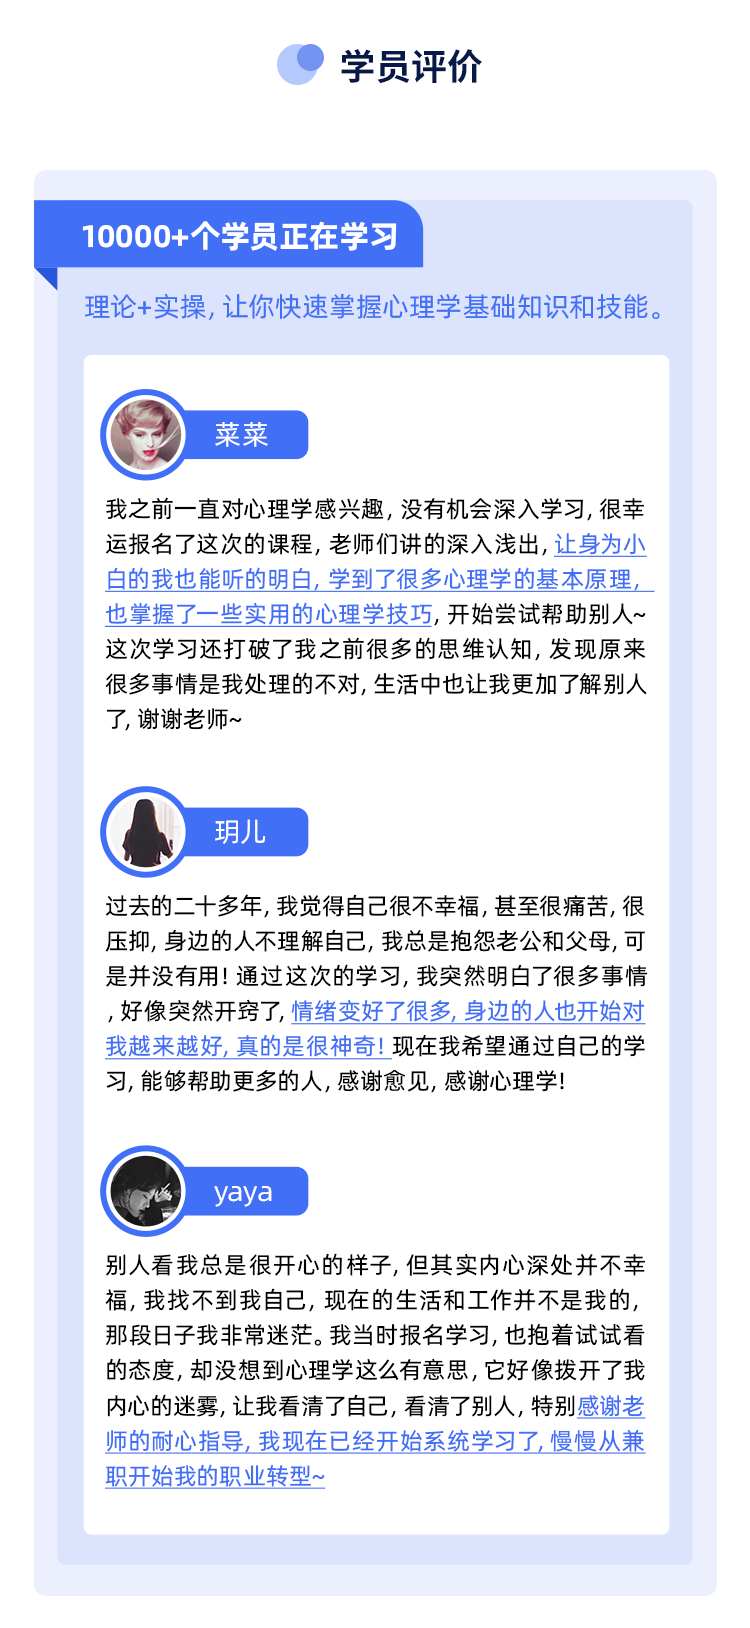 学员评价
10000+个学员正在学习
理论+实操, 让你快速掌握心理学基础知识和技能。
菜菜
我之前一直对心理学感兴趣, 没有机会深入学习, 很幸
运报名了这次的课程, 老师们讲的深入浅出, 让身为小
白的我也能听的明白, 学到了很多心理学的基本原理,
也掌握了一些实用的心理学技巧, 开始尝试帮助别人~
这次学习还打破了我之前很多的思维认知, 发现原来
很多事情是我处理的不对, 生活中也让我更加了解别人
了, 谢谢老师~
玥儿
过去的二十多年, 我觉得自己很不幸福, 甚至很痛苦, 很
压抑, 身边的人不理解自己, 我总是抱怨老公和父母, 可
是并没有用! 通过这次的学习, 我突然明白了很多事情
, 好像突然开窍了, 情绪变好了很多, 身边的人也开始对
我越来越好, 真的是很神奇! 现在我希望通过自己的学
习, 能够帮助更多的人, 感谢愈见, 感谢心理学!
yaya
别人看我总是很开心的样子, 但其实内心深处并不幸
福, 我找不到我自己, 现在的生活和工作并不是我的,
那段日子我非常迷茫。我当时报名学习, 也抱着试试看
的态度, 却没想到心理学这么有意思, 它好像拨开了我
内心的迷雾, 让我看清了自己, 看清了别人, 特别感谢老
师的耐心指导, 我现在已经开始系统学习了, 慢慢从兼
职开始我的职业转型~